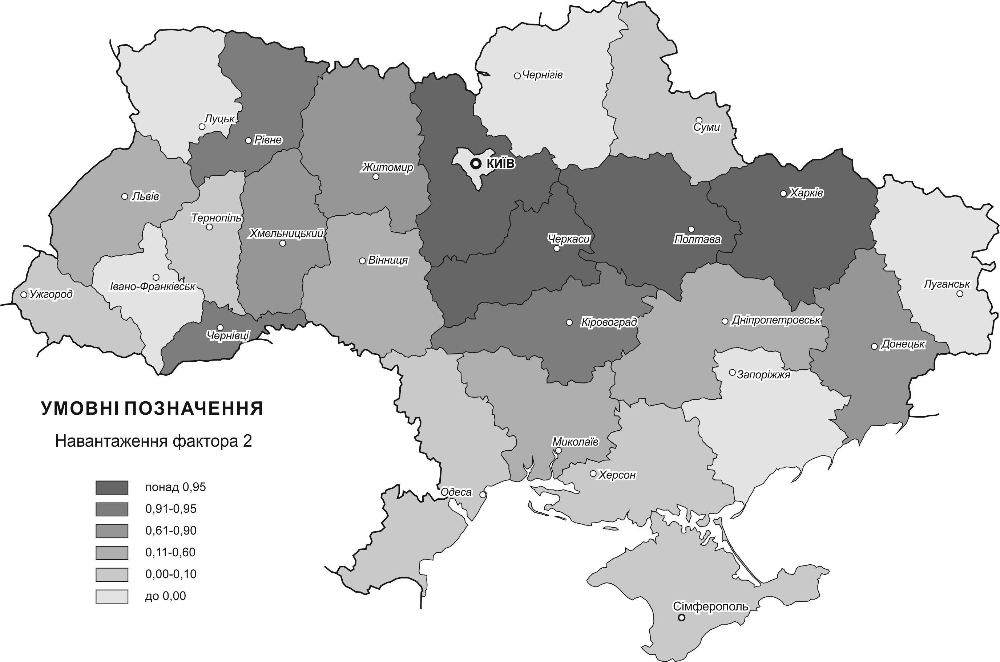 Чернігів
Луцьк
Суми
Рівне
КИЇВ
Житомир
Харків
Львів
Тернопіль
Хмельницький
Черкаси
Полтава
Вінниця
Івано-Франківськ
Луганськ
Ужгород
Кіровоград
Дніпропетровськ
Чернівці
Донецьк
Запоріжжя
УМОВНІ ПОЗНАЧЕННЯ
Навантаження фактора 2
Миколаїв
Херсон
Одеса
понад 0,95
0,91-0,95
0,61-0,90
0,11-0,60
0,00-0,10
до 0,00
Сімферополь